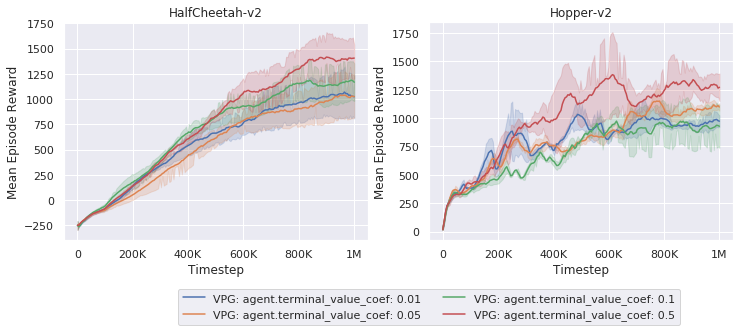 HalfCheetah-v2
Mean Episode Reward
1750
1500
1250
1000
750
500
250
0
−250
0 200K 400K 600K 800K 1M
Timestep
Hopper-v2
Mean Episode Reward
1750
1500
1250
1000
750
500
250
0
0 200K 400K 600K 800K 1M
Timestep
VPG: agent.terminal_value_coef: 0.01
VPG: agent.terminal_value_coef: 0.05
VPG: agent.terminal_value_coef: 0.1
VPG: agent.terminal_value_coef: 0.5